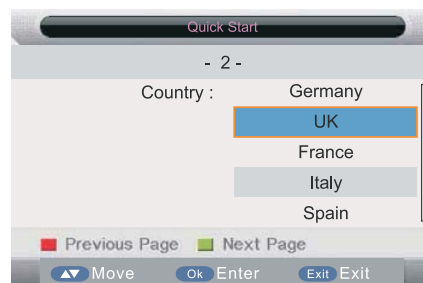 Quick Start
- 2 -
Country : Germany
UK
France
Italy
Spain
Previous Page Next Page
Move Ok Enter Exit Exit